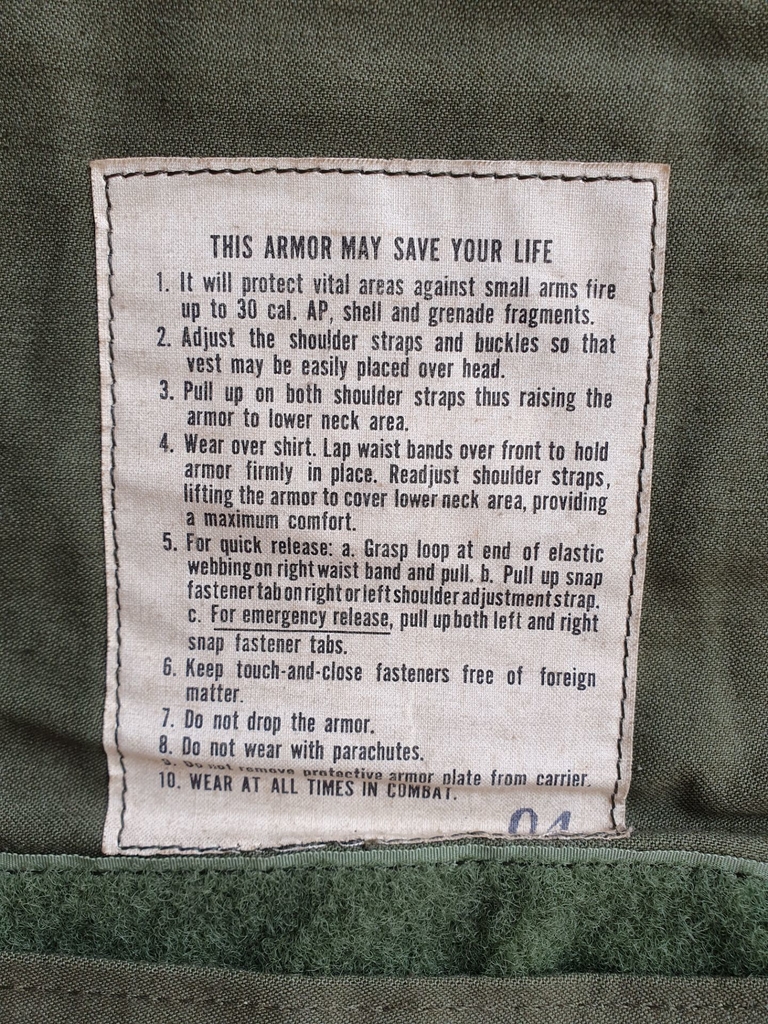 THIS ARMOR MAY SAVE YOUR LIFE
1. It will protect vital areas against small arms fire
up to 30 cal. AP, shell and grenade fragments.
2. Adjust the shoulder straps and buckles so that
vest may be easily placed over head.
3. Pull up on both shoulder straps thus raising the
armor to lower neck area.
4. Wear over shirt. Lap waist bands over front to hold
armor firmly in place. Readjust shoulder straps,
lifting the armor to cover lower neck area, providing
a maximum comfort.
5. For quick release: a. Grasp loop at end of elastic
webbing on right waist band and pull. b. Pull up snap
fastener tab on right or left shoulder adjustment strap.
c. For emergency release, pull up both left and right
snap fastener tabs.
6. Keep touch-and-close fasteners free of foreign
matter.
7. Do not drop the armor.
8. Do not wear with parachutes.
9. Do not remove protective armor plate from carrier.
10. WEAR AT ALL TIMES IN COMBAT.